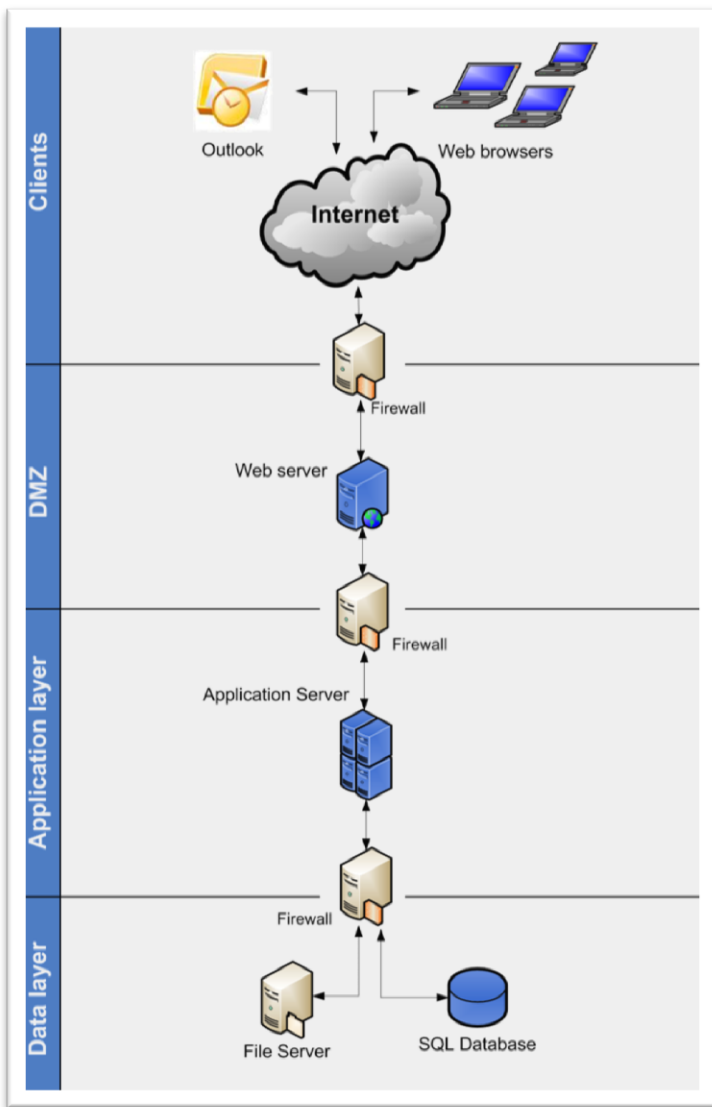 Clients
Outlook
Web browsers
Internet
Firewall
DMZ
Web server
Firewall
Application layer
Application Server
Firewall
Data layer
File Server
SQL Database